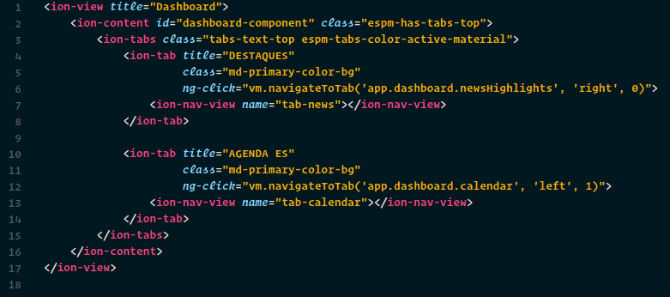 1 <ion-view title="Dashboard">
2 <ion-content id="dashboard-component" class="espm-has-tabs-top">
3 <ion-tabs class="tabs-text-top espm-tabs-color-active-material">
4 <ion-tab title="DESTAQUES"
5 class="md-primary-color-bg"
6 ng-click="vm.navigateToTab('app.dashboard.newsHighlights', 'right', 0)">
7 <ion-nav-view name="tab-news"></ion-nav-view>
8 </ion-tab>
9
10 <ion-tab title="AGENDA ES"
11 class="md-primary-color-bg"
12 ng-click="vm.navigateToTab('app.dashboard.calendar', 'left', 1)">
13 <ion-nav-view name="tab-calendar"></ion-nav-view>
14 </ion-tab>
15 </ion-tabs>
16 </ion-content>
17 </ion-view>
18